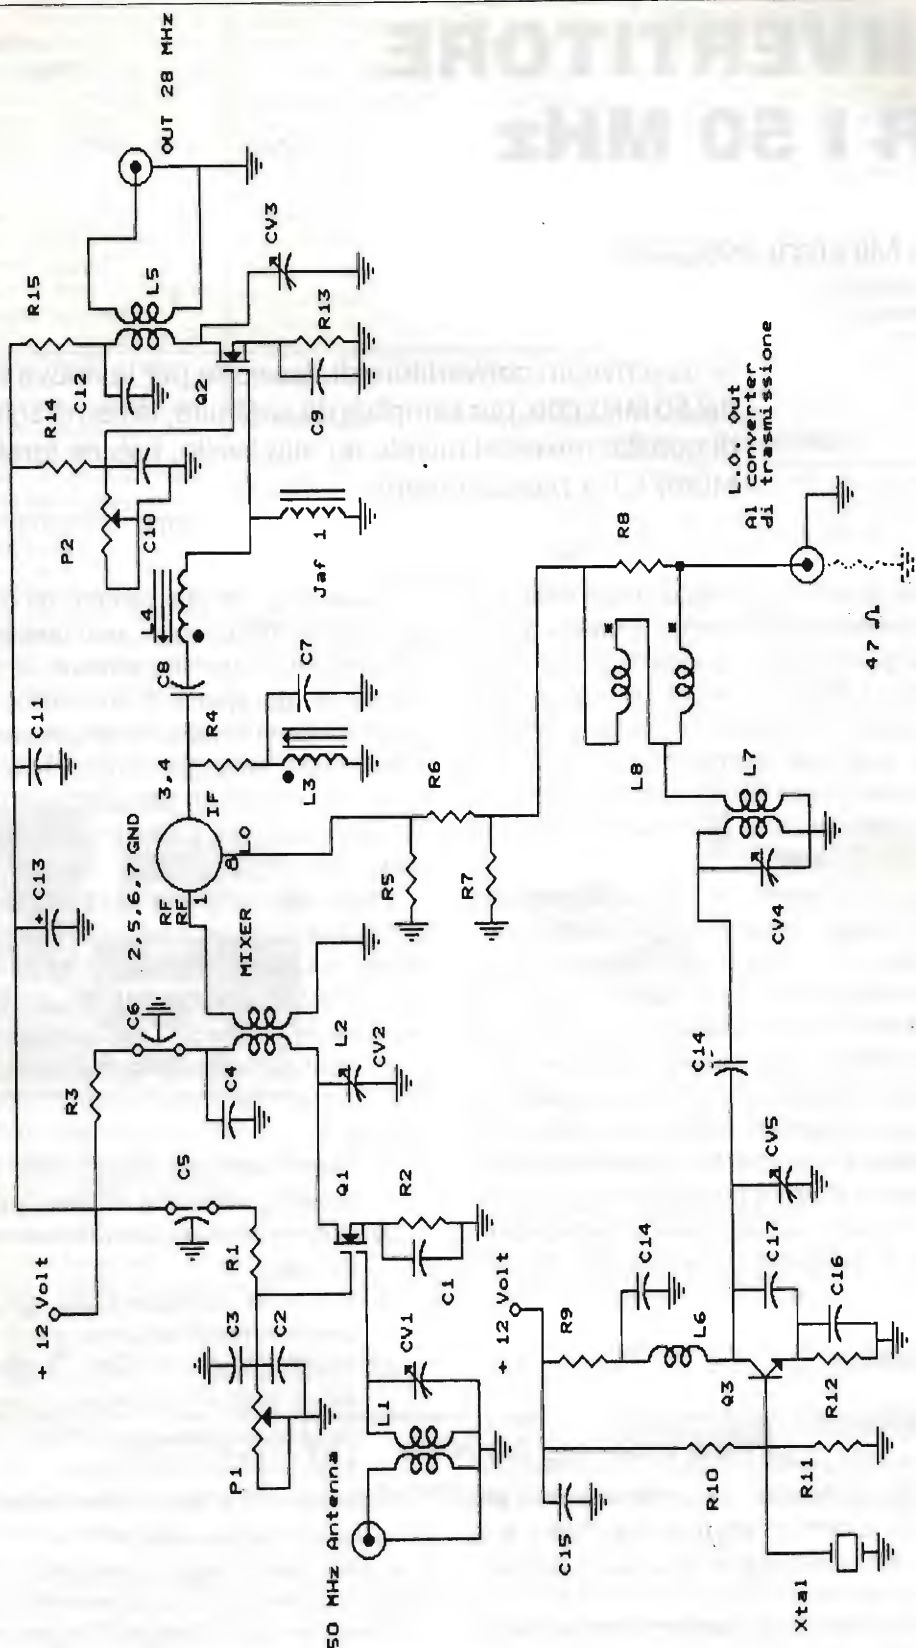 50 MHz Antenna
P1
C3
C2
+ 12 Volt
R1
C5
R3
C6
C4
C13
2,5,6,7 GND
RF
RF
1
MIXER
3,4
IF
8
LO
C11
R4
C8
L4
P2
C10
R14
C12
R15
L5
OUT 28 MHz
CV3
Q2
R13
C9
Jaf 1
C7
L3
L2
CV2
Q1
R2
C1
CV1
L1
R5
R6
R7
+ 12 Volt
C15
R9
C14
L6
R10
R11
Xtal
Q3
R12
C17
C16
CV5
C14
CV4
L7
L8
*
*
R8
L.O. Out
Al converter
di trasmissione
47 Ω